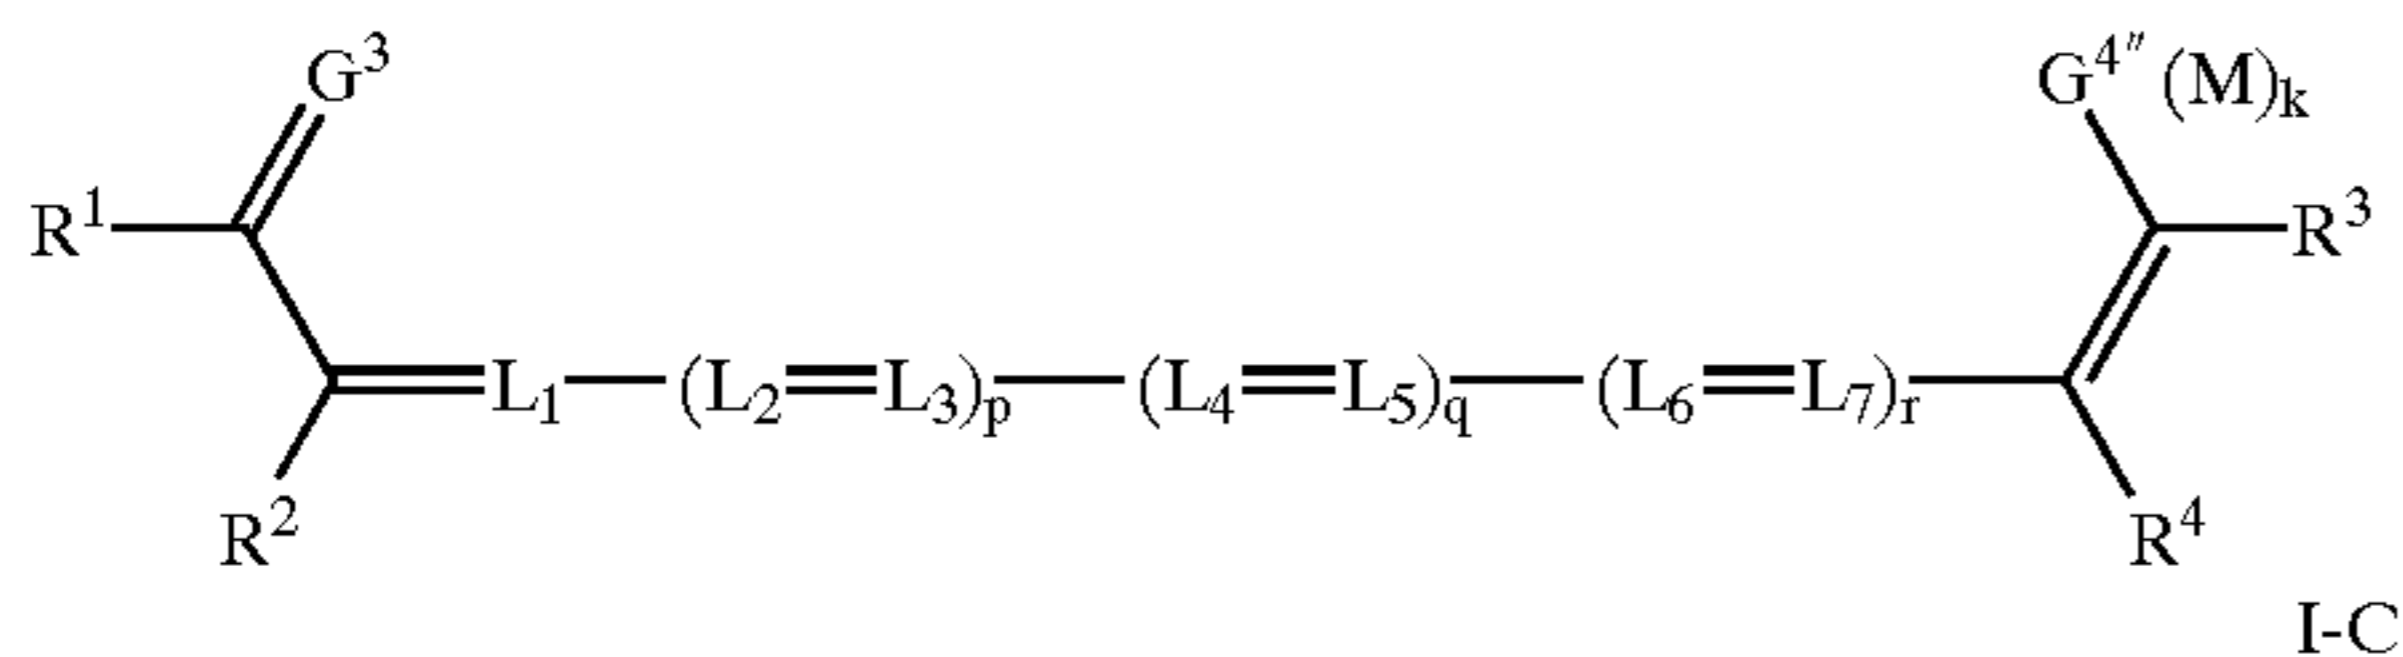 G³ G⁴″ (M)ₖ
R¹ R³
L₁ (L₂ L₃)ₚ (L₄ L₅)q (L₆ L₇)ᵣ
R² R⁴
I-C